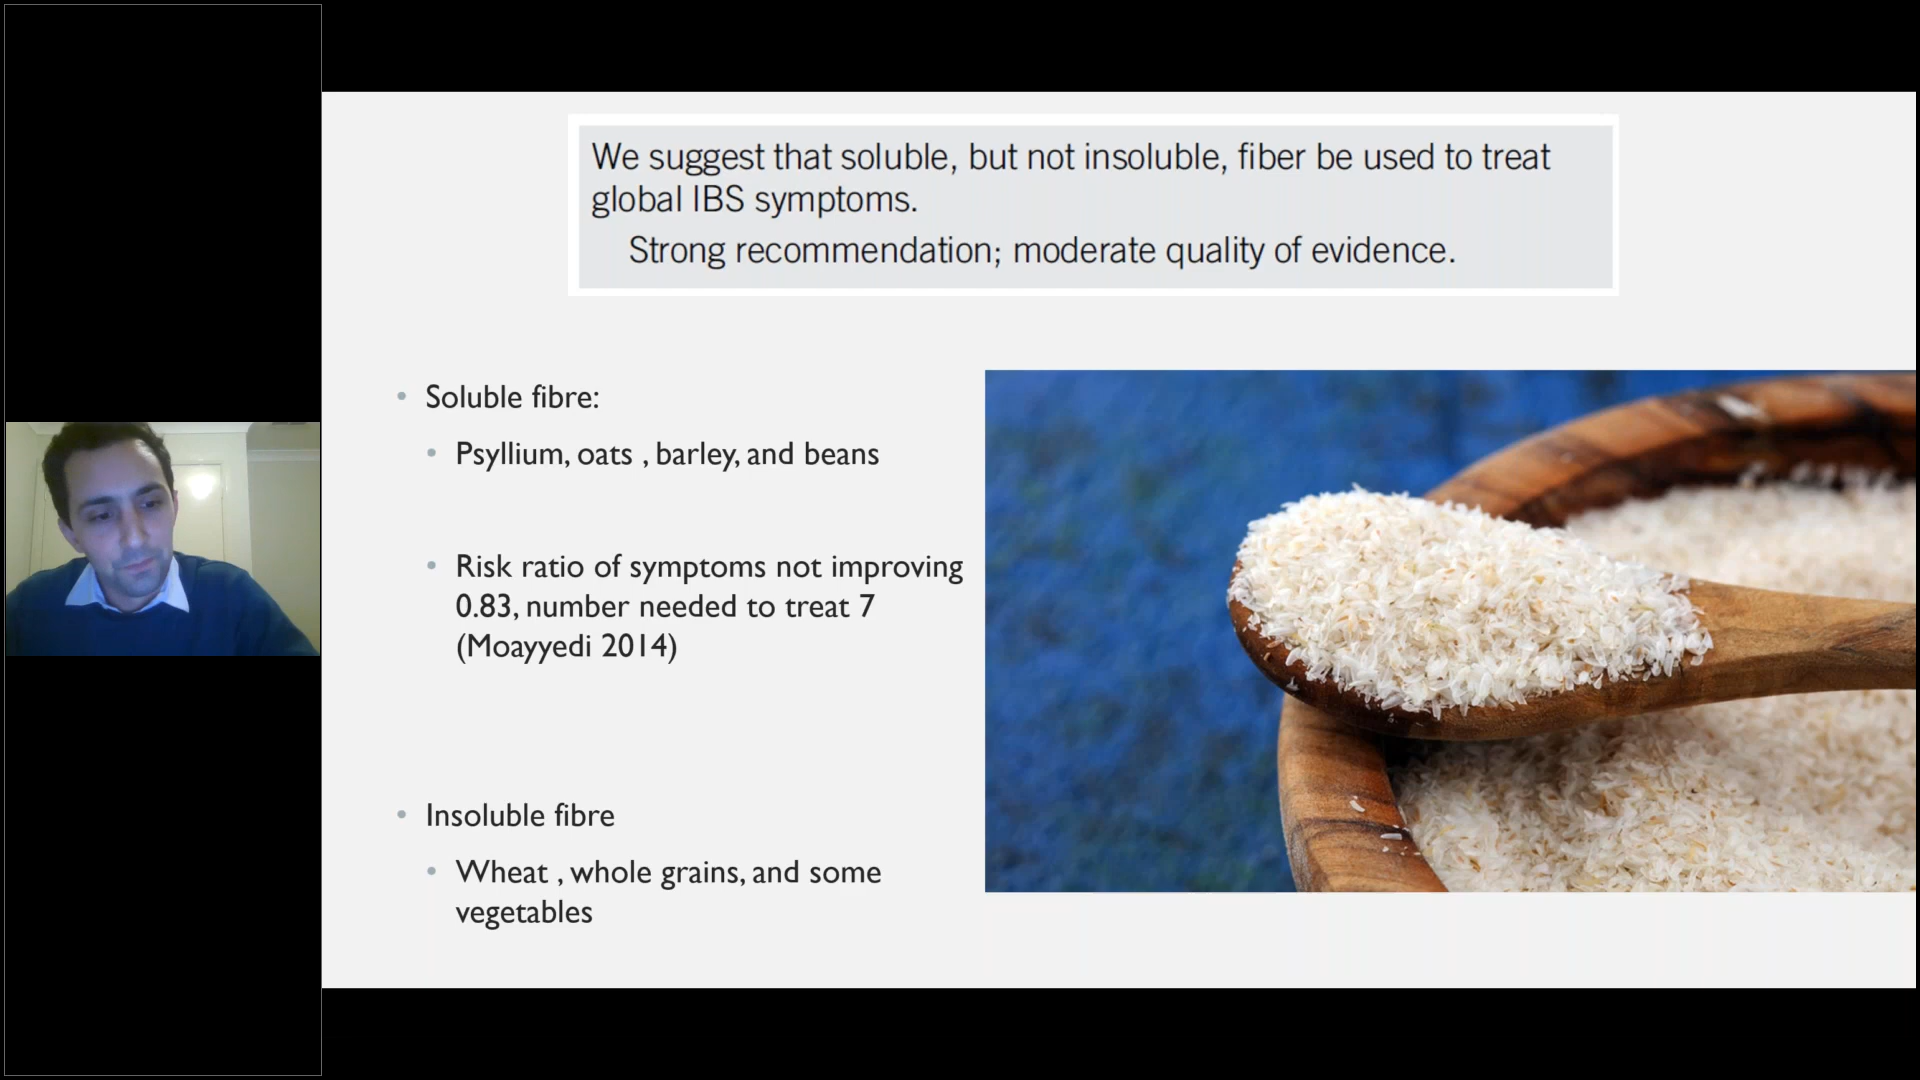 We suggest that soluble, but not insoluble, fiber be used to treat
global IBS symptoms.
Strong recommendation; moderate quality of evidence.
• Soluble fibre:
• Psyllium, oats , barley, and beans
• Risk ratio of symptoms not improving
0.83, number needed to treat 7
(Moayyedi 2014)
• Insoluble fibre
• Wheat , whole grains, and some
vegetables